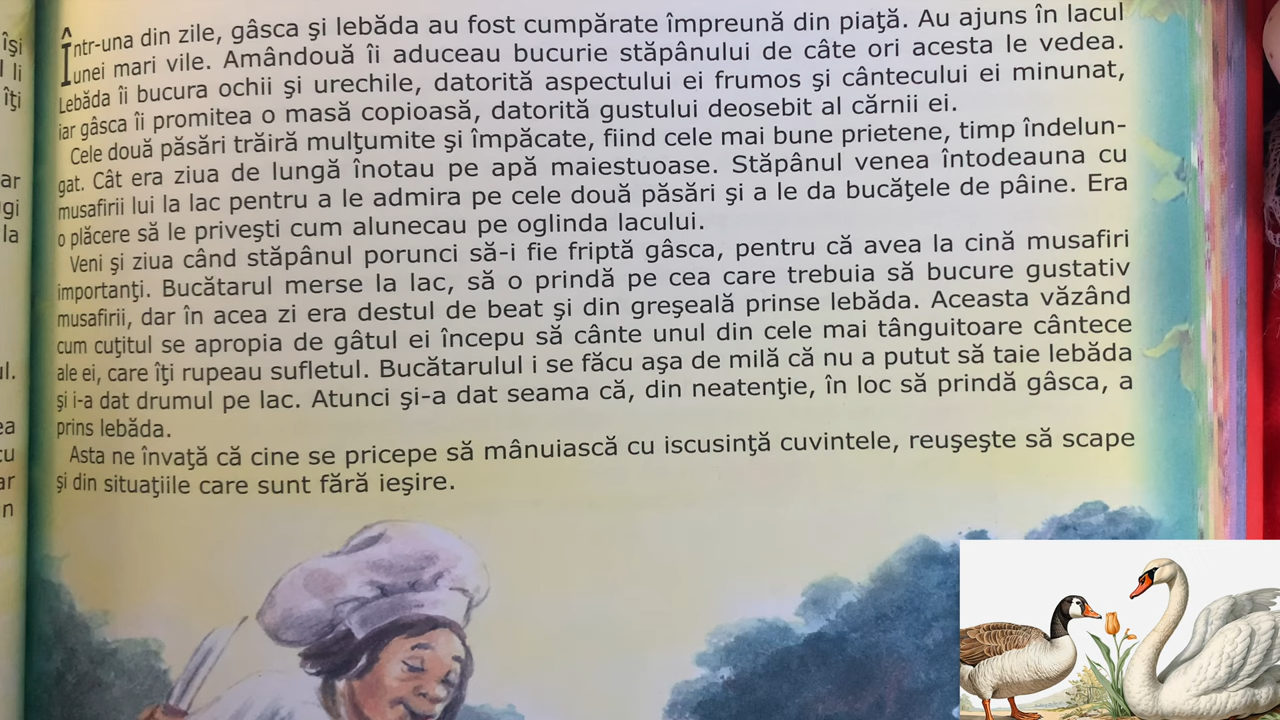 Într-una din zile, gâsca şi lebăda au fost cumpărate împreună din piaţă. Au ajuns în lacul
unei mari vile. Amândouă îi aduceau bucurie stăpânului de câte ori acesta le vedea.
Lebăda îi bucura ochii şi urechile, datorită aspectului ei frumos şi cântecului ei minunat,
iar gâsca îi promitea o masă copioasă, datorită gustului deosebit al cărnii ei.
Cele două păsări trăiră mulţumite şi împăcate, fiind cele mai bune prietene, timp îndelun-
gat. Cât era ziua de lungă înotau pe apă maiestuoase. Stăpânul venea întodeauna cu
musafirii lui la lac pentru a le admira pe cele două păsări şi a le da bucăţele de pâine. Era
o plăcere să le priveşti cum alunecau pe oglinda lacului.
Veni şi ziua când stăpânul porunci să-i fie friptă gâsca, pentru că avea la cină musafiri
importanţi. Bucătarul merse la lac, să o prindă pe cea care trebuia să bucure gustativ
musafirii, dar în acea zi era destul de beat şi din greşeală prinse lebăda. Aceasta văzând
cum cuţitul se apropia de gâtul ei începu să cânte unul din cele mai tânguitoare cântece
ale ei, care îţi rupeau sufletul. Bucătarulul i se făcu aşa de milă că nu a putut să taie lebăda
şi i-a dat drumul pe lac. Atunci şi-a dat seama că, din neatenţie, în loc să prindă gâsca, a
prins lebăda.
Asta ne învaţă că cine se pricepe să mânuiască cu iscusinţă cuvintele, reuşeşte să scape
şi din situaţiile care sunt fără ieşire.